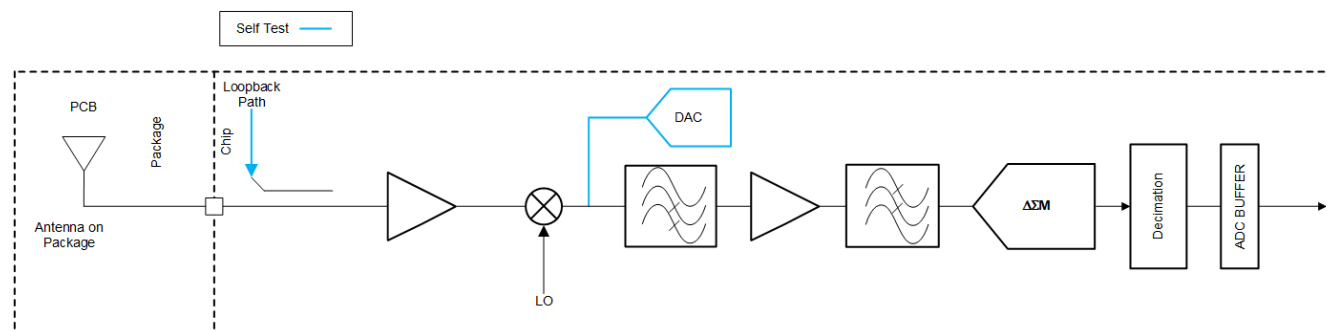 Self Test
Loopback
Path
PCB
Package
Chip
DAC
Antenna on
Package
LO
ΔΣM
Decimation
ADC BUFFER